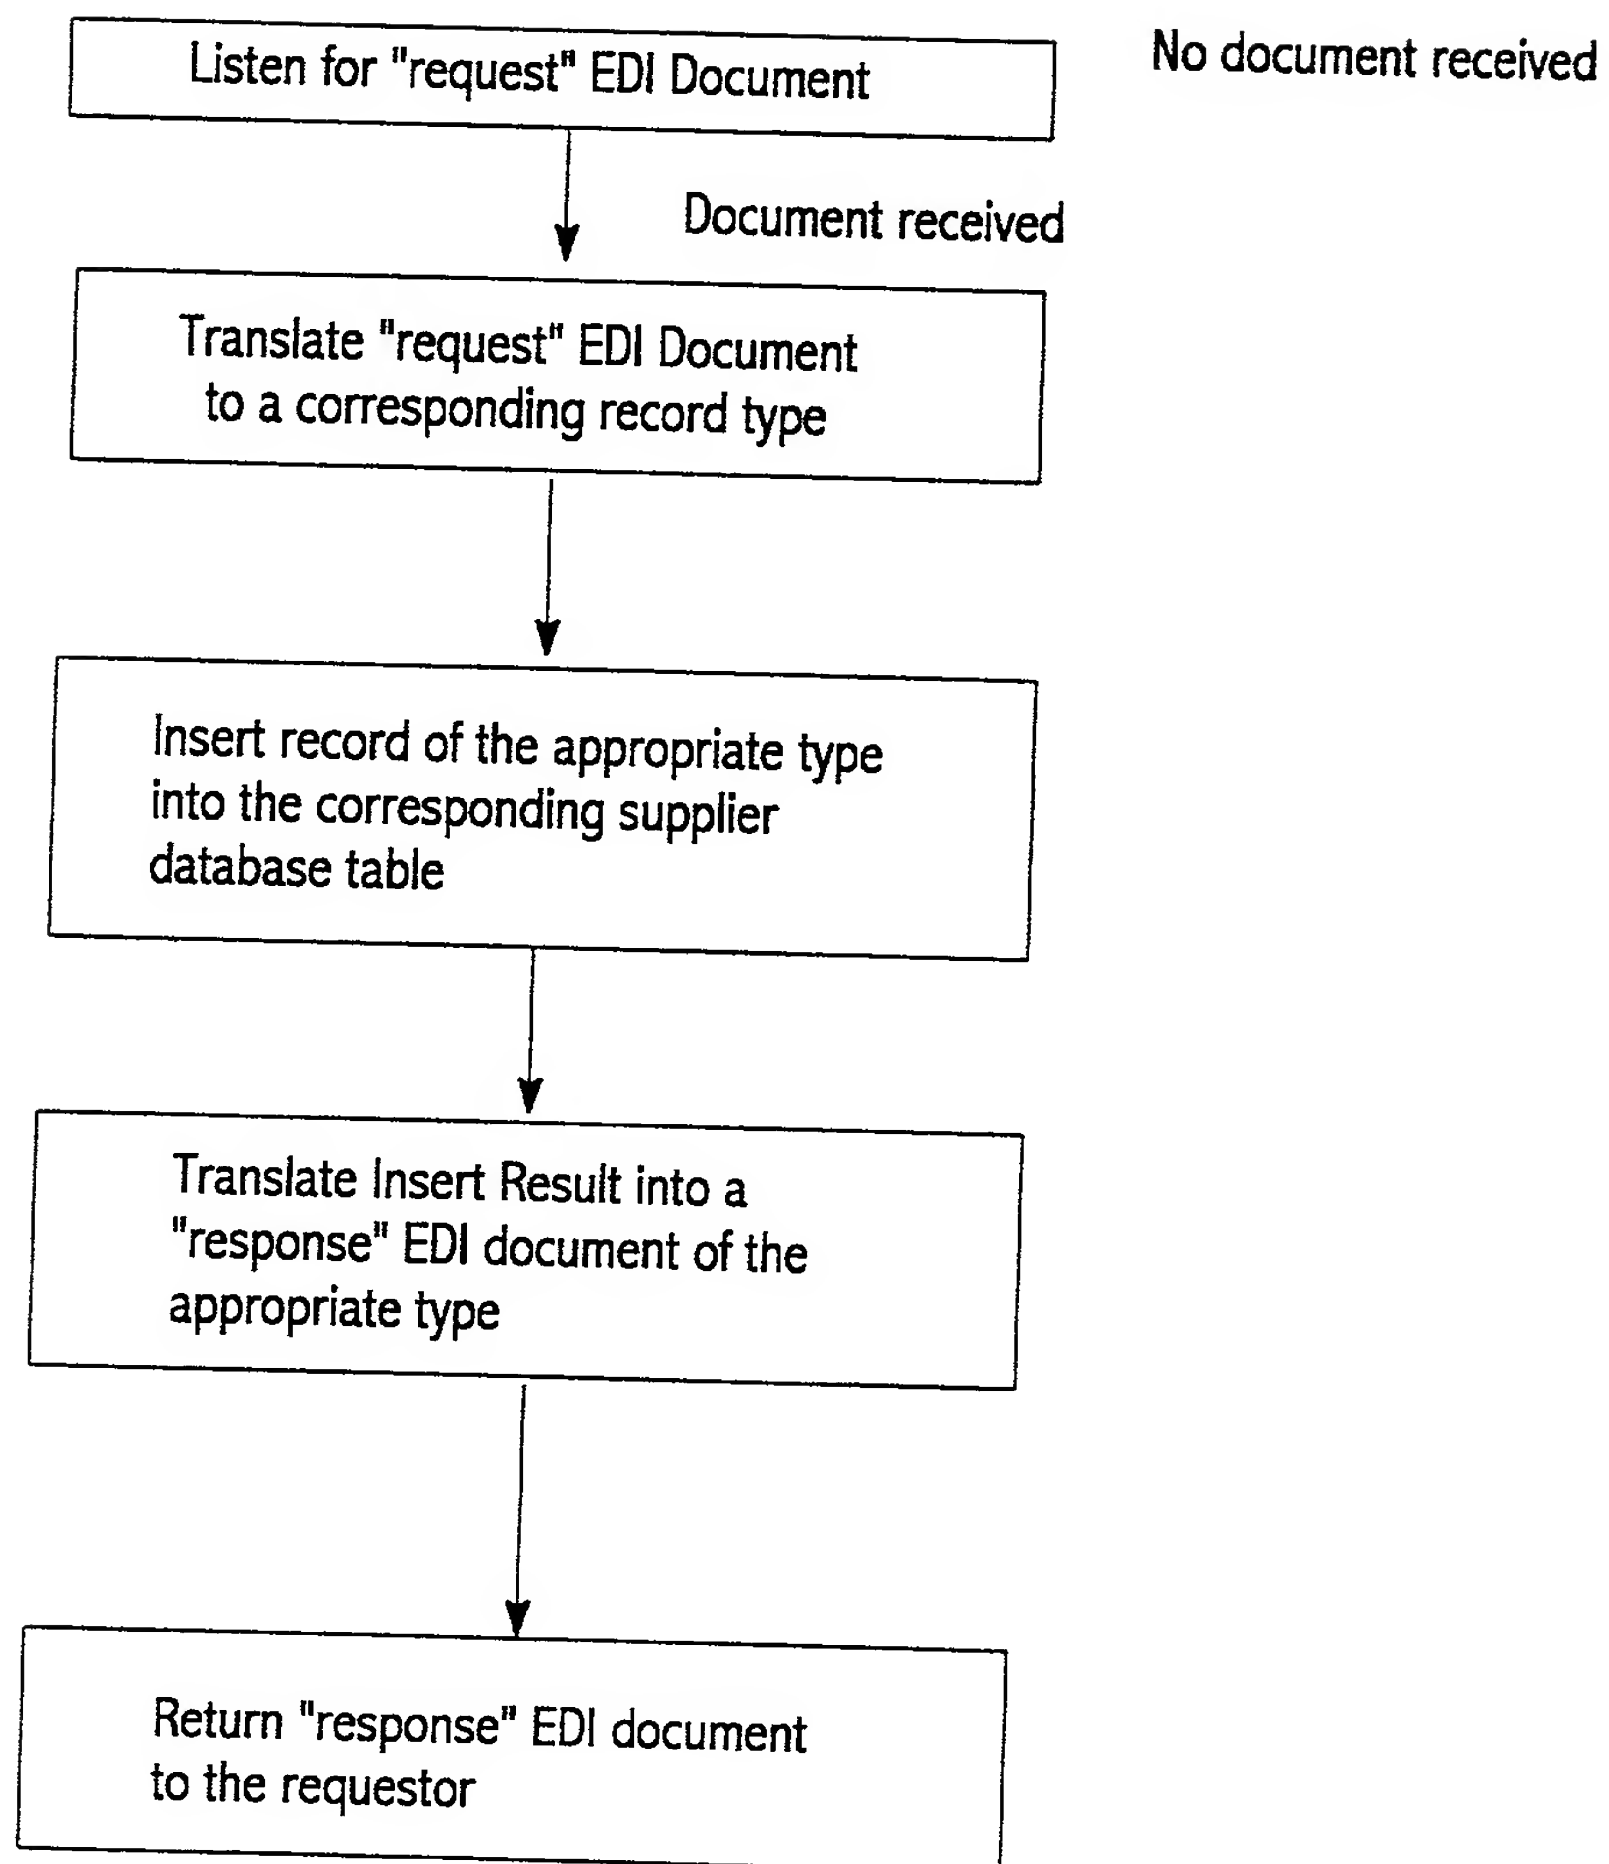 Listen for "request" EDI Document
No document received
Document received
Translate "request" EDI Document
to a corresponding record type
Insert record of the appropriate type
into the corresponding supplier
database table
Translate Insert Result into a
"response" EDI document of the
appropriate type
Return "response" EDI document
to the requestor